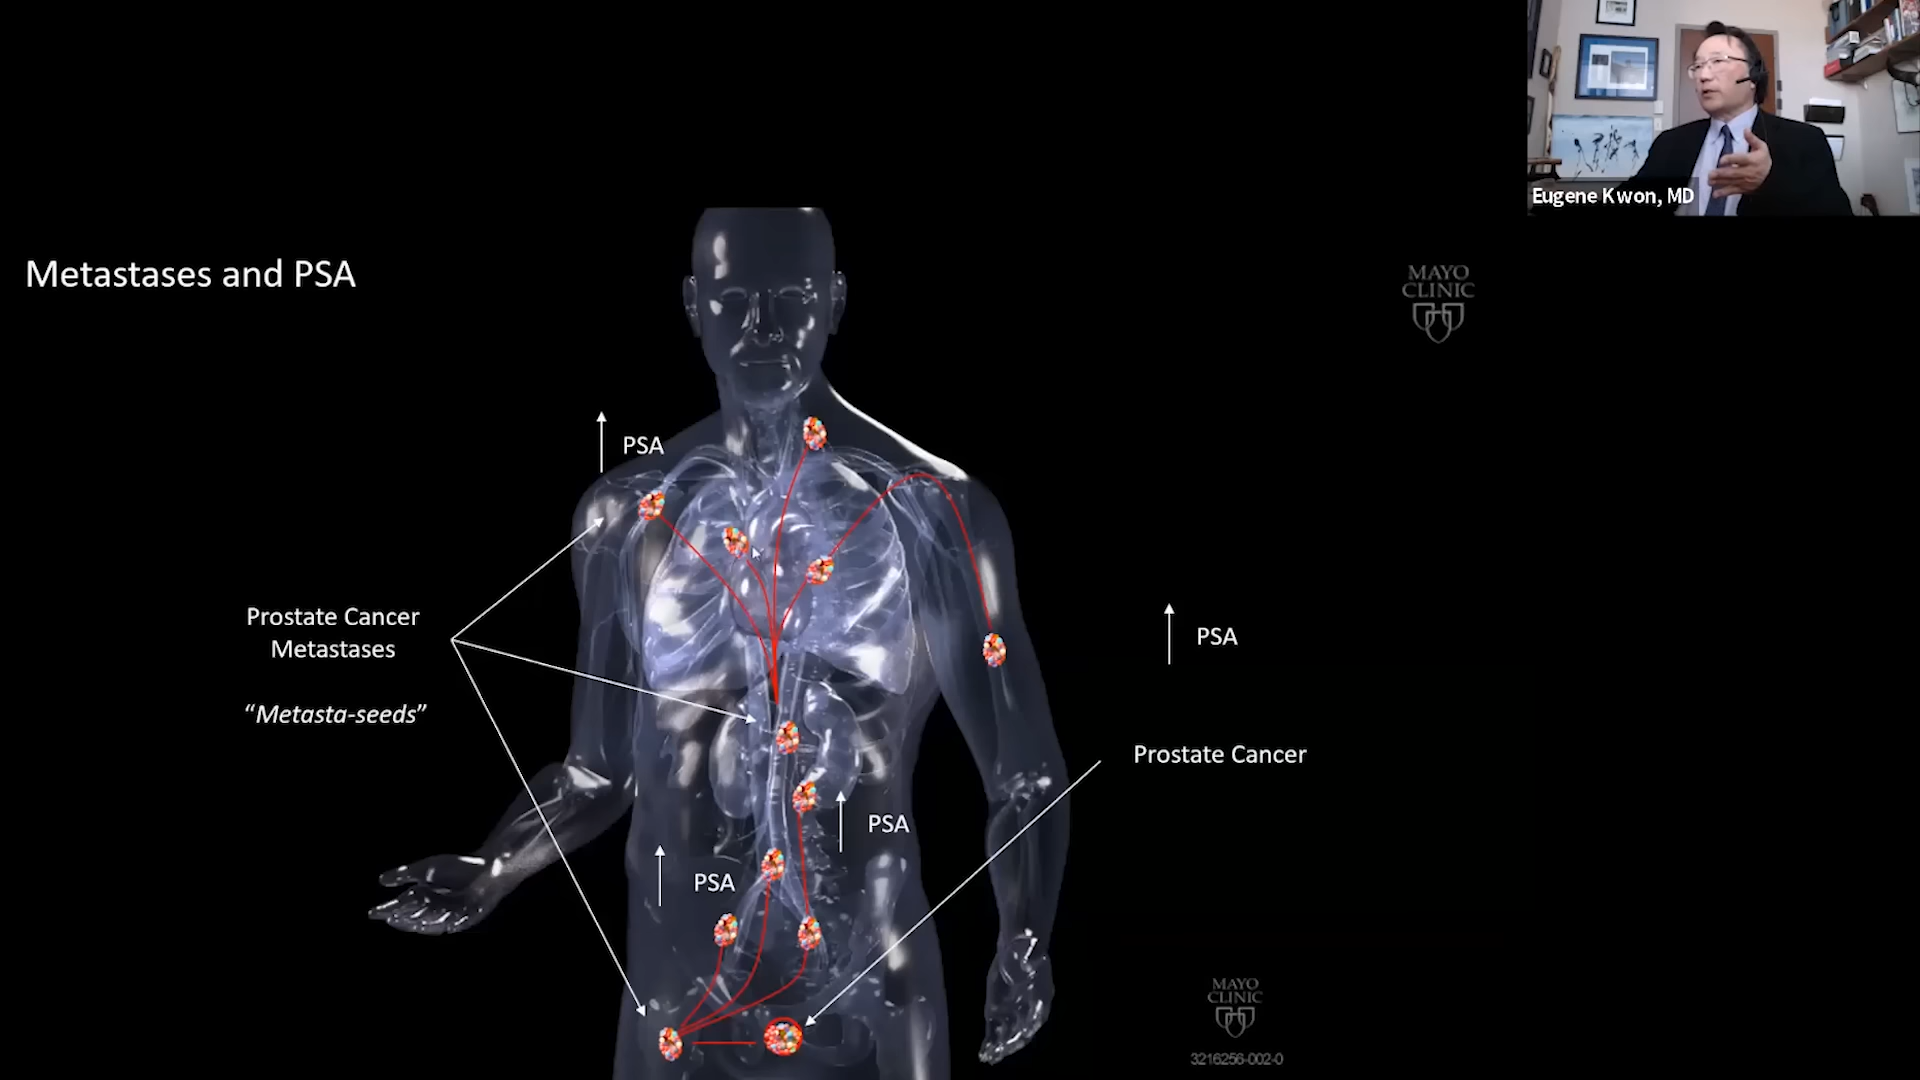 Eugene Kwon, MD
Metastases and PSA
MAYO
CLINIC
PSA
Prostate Cancer
Metastases
“Metasta-seeds”
PSA
Prostate Cancer
PSA
PSA
MAYO
CLINIC
3216256-002-0